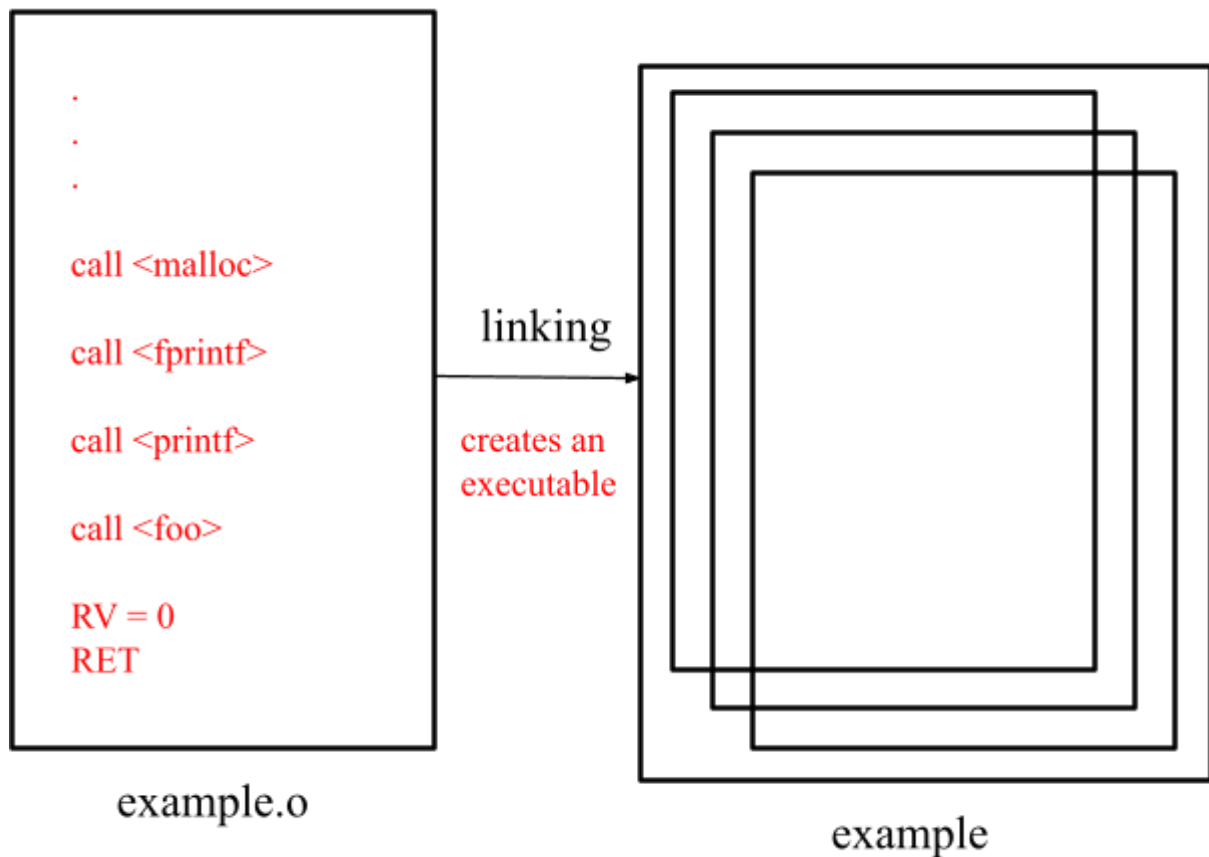 .
.
.
call <malloc>
call <fprintf>
call <printf>
call <foo>
RV = 0
RET
example.o
linking
creates an
executable
example